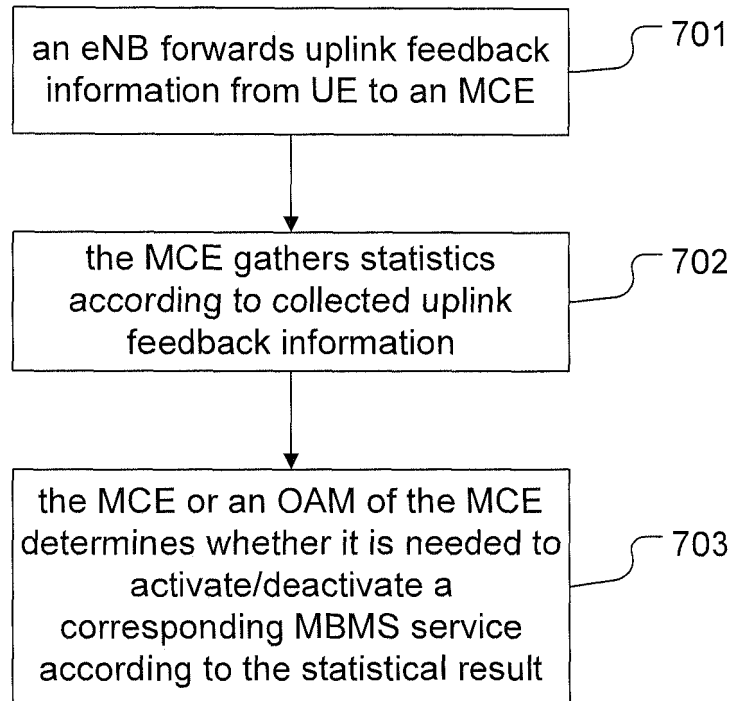 an eNB forwards uplink feedback
information from UE to an MCE
701
the MCE gathers statistics
according to collected uplink
feedback information
702
the MCE or an OAM of the MCE
determines whether it is needed to
activate/deactivate a
corresponding MBMS service
according to the statistical result
703